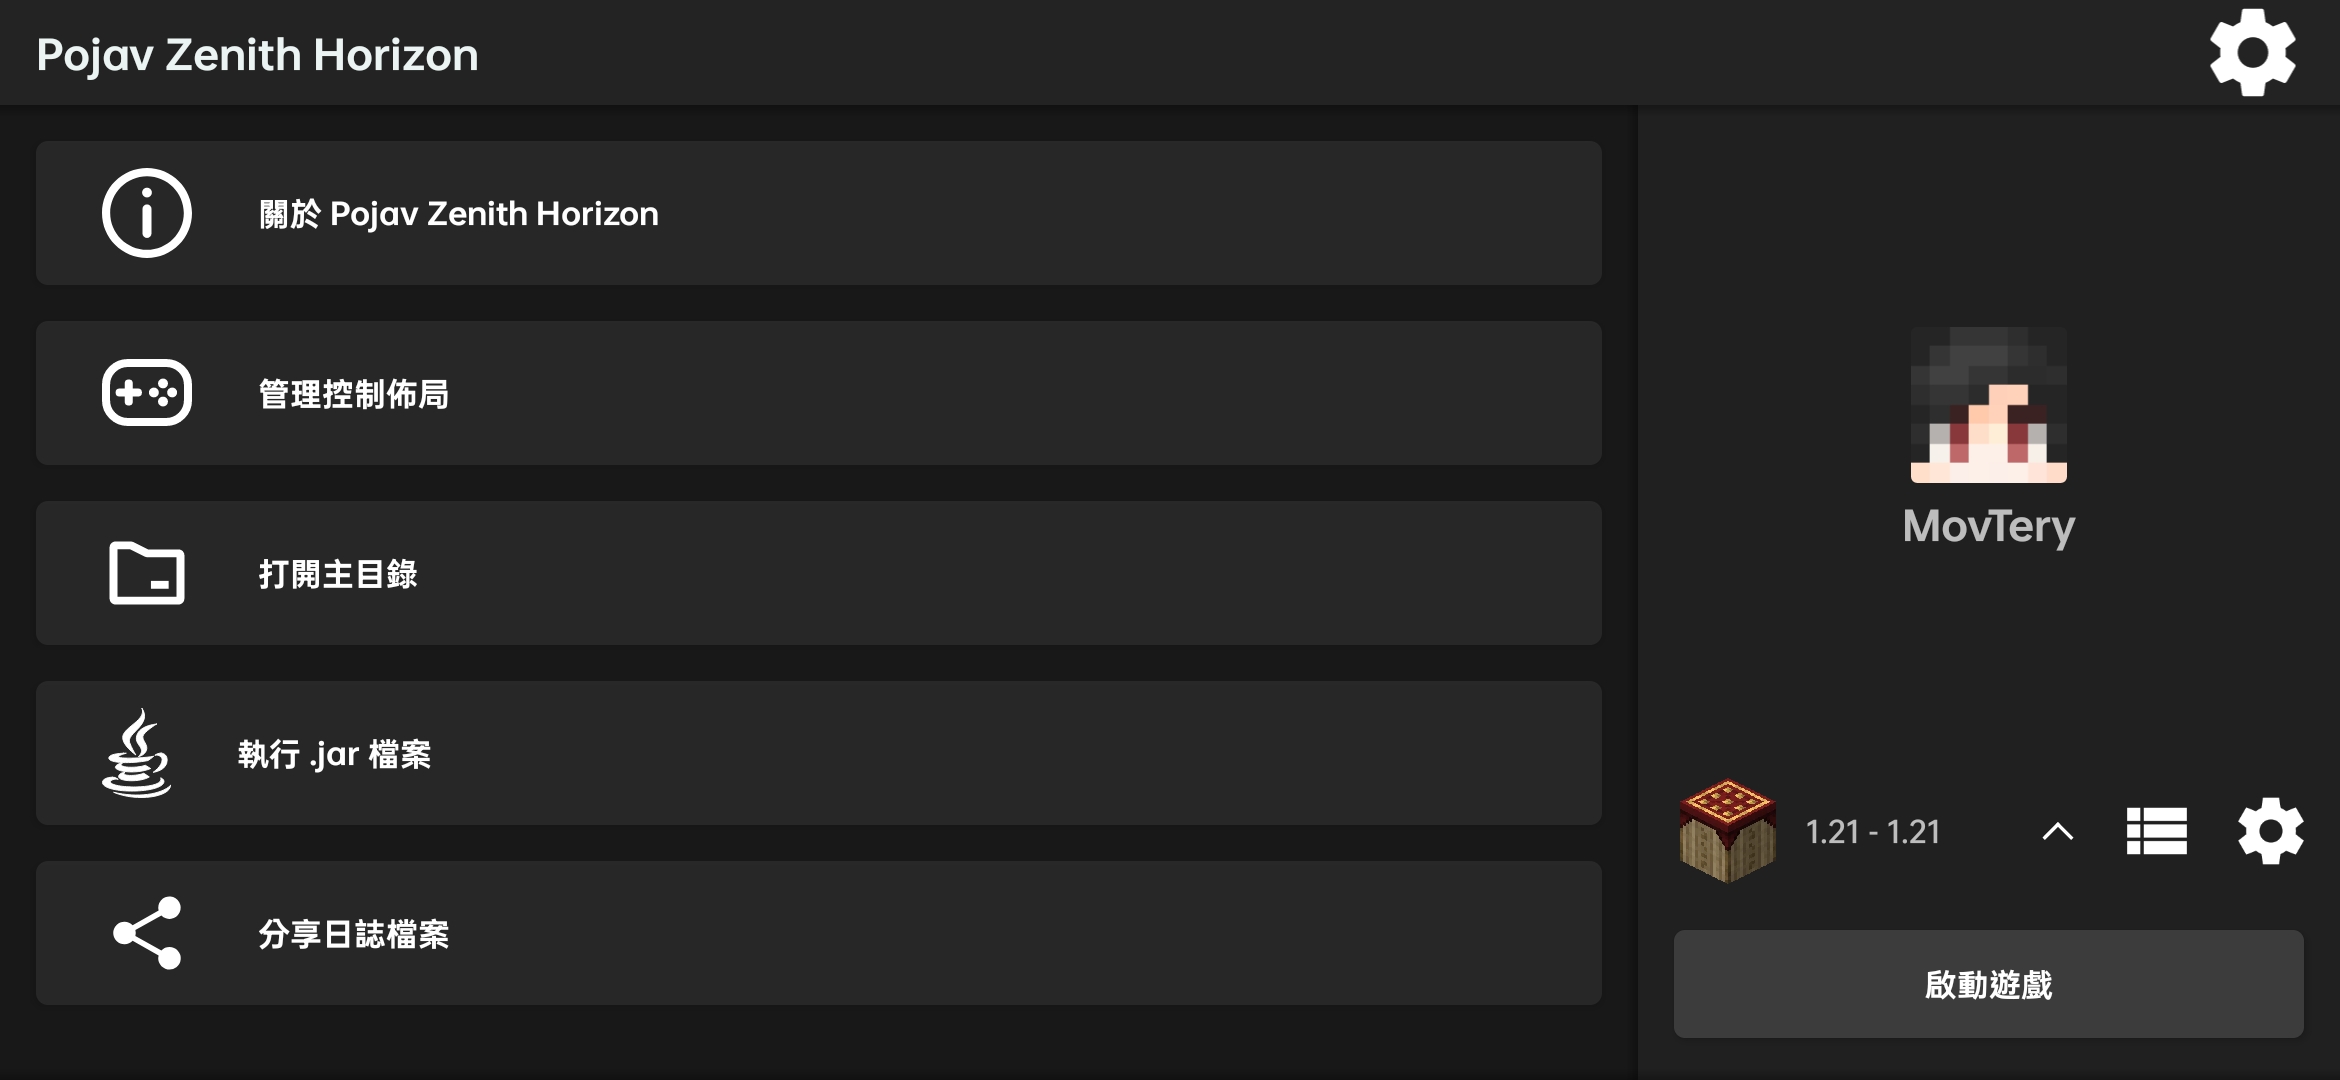 Pojav Zenith Horizon
關於 Pojav Zenith Horizon
管理控制佈局
打開主目錄
執行 .jar 檔案
分享日誌檔案
MovTery
1.21 - 1.21
啟動遊戲